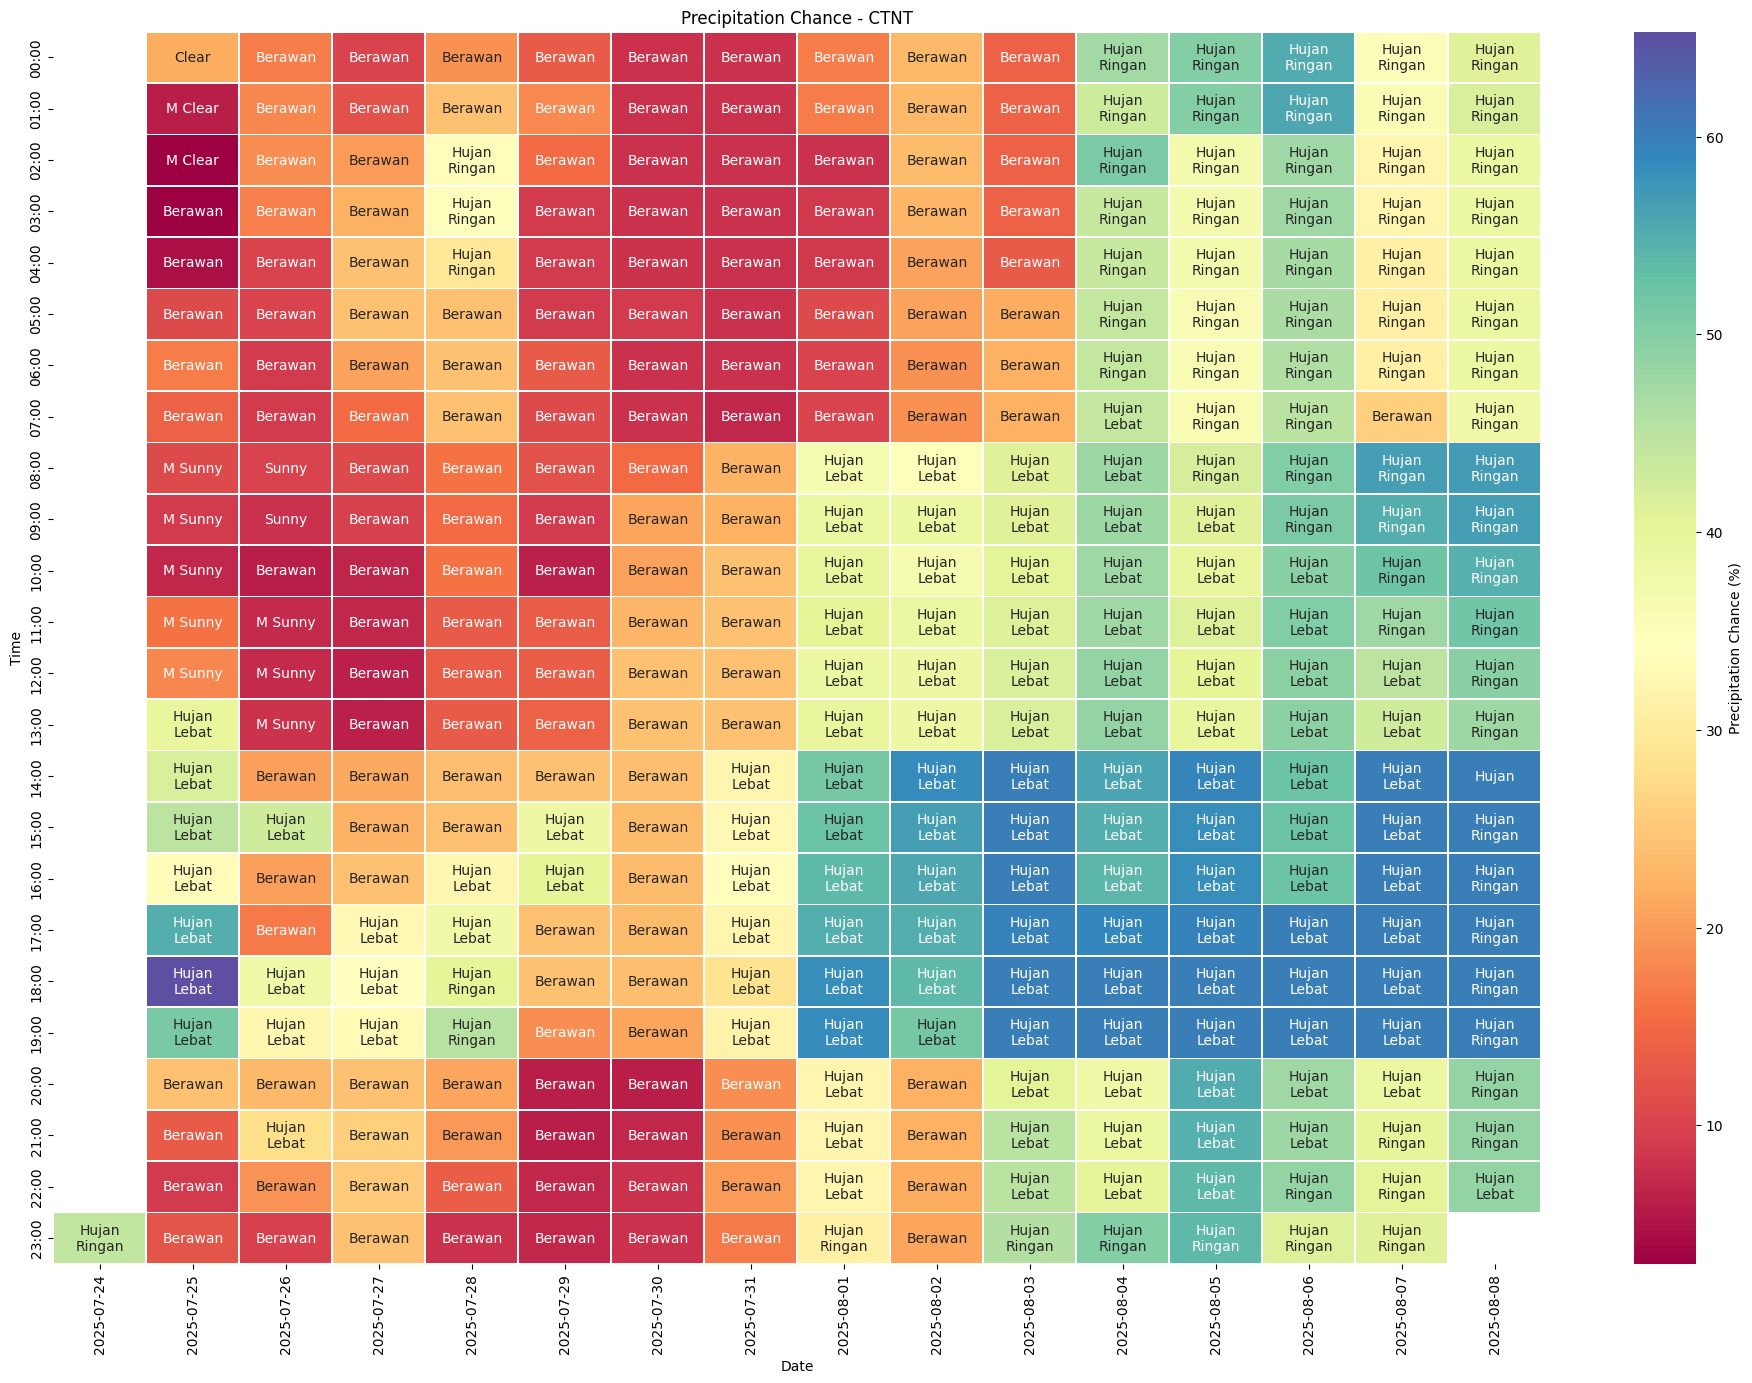 Precipitation Chance - CTNT
00:00 Clear Berawan Berawan Berawan Berawan Berawan Berawan Berawan Berawan Berawan Hujan Ringan Hujan Ringan Hujan Ringan Hujan Ringan Hujan Ringan
01:00 M Clear Berawan Berawan Berawan Berawan Berawan Berawan Berawan Berawan Berawan Hujan Ringan Hujan Ringan Hujan Ringan Hujan Ringan Hujan Ringan
02:00 M Clear Berawan Berawan Hujan Ringan Berawan Berawan Berawan Berawan Berawan Berawan Hujan Ringan Hujan Ringan Hujan Ringan Hujan Ringan Hujan Ringan
03:00 Berawan Berawan Berawan Hujan Ringan Berawan Berawan Berawan Berawan Berawan Berawan Hujan Ringan Hujan Ringan Hujan Ringan Hujan Ringan Hujan Ringan
04:00 Berawan Berawan Berawan Hujan Ringan Berawan Berawan Berawan Berawan Berawan Berawan Hujan Ringan Hujan Ringan Hujan Ringan Hujan Ringan Hujan Ringan
05:00 Berawan Berawan Berawan Berawan Berawan Berawan Berawan Berawan Berawan Berawan Hujan Ringan Hujan Ringan Hujan Ringan Hujan Ringan Hujan Ringan
06:00 Berawan Berawan Berawan Berawan Berawan Berawan Berawan Berawan Berawan Berawan Hujan Ringan Hujan Ringan Hujan Ringan Hujan Ringan Hujan Ringan
07:00 Berawan Berawan Berawan Berawan Berawan Berawan Berawan Berawan Berawan Berawan Hujan Lebat Hujan Ringan Hujan Ringan Berawan Hujan Ringan
08:00 M Sunny Sunny Berawan Berawan Berawan Berawan Berawan Hujan Lebat Hujan Lebat Hujan Lebat Hujan Lebat Hujan Ringan Hujan Ringan Hujan Ringan Hujan Ringan
09:00 M Sunny Sunny Berawan Berawan Berawan Berawan Berawan Hujan Lebat Hujan Lebat Hujan Lebat Hujan Lebat Hujan Lebat Hujan Ringan Hujan Ringan Hujan Ringan
10:00 M Sunny Berawan Berawan Berawan Berawan Berawan Berawan Hujan Lebat Hujan Lebat Hujan Lebat Hujan Lebat Hujan Lebat Hujan Lebat Hujan Ringan Hujan Ringan
11:00 M Sunny M Sunny Berawan Berawan Berawan Berawan Berawan Hujan Lebat Hujan Lebat Hujan Lebat Hujan Lebat Hujan Lebat Hujan Lebat Hujan Ringan Hujan Ringan
12:00 M Sunny M Sunny Berawan Berawan Berawan Berawan Berawan Hujan Lebat Hujan Lebat Hujan Lebat Hujan Lebat Hujan Lebat Hujan Lebat Hujan Lebat Hujan Ringan
13:00 Hujan Lebat M Sunny Berawan Berawan Berawan Berawan Berawan Hujan Lebat Hujan Lebat Hujan Lebat Hujan Lebat Hujan Lebat Hujan Lebat Hujan Lebat Hujan Ringan
14:00 Hujan Lebat Berawan Berawan Berawan Berawan Berawan Hujan Lebat Hujan Lebat Hujan Lebat Hujan Lebat Hujan Lebat Hujan Lebat Hujan Lebat Hujan Lebat Hujan
15:00 Hujan Lebat Hujan Lebat Berawan Berawan Hujan Lebat Berawan Hujan Lebat Hujan Lebat Hujan Lebat Hujan Lebat Hujan Lebat Hujan Lebat Hujan Lebat Hujan Lebat Hujan Ringan
16:00 Hujan Lebat Berawan Berawan Hujan Lebat Hujan Lebat Berawan Hujan Lebat Hujan Lebat Hujan Lebat Hujan Lebat Hujan Lebat Hujan Lebat Hujan Lebat Hujan Lebat Hujan Ringan
17:00 Hujan Lebat Berawan Hujan Lebat Hujan Lebat Berawan Berawan Hujan Lebat Hujan Lebat Hujan Lebat Hujan Lebat Hujan Lebat Hujan Lebat Hujan Lebat Hujan Lebat Hujan Ringan
18:00 Hujan Lebat Hujan Lebat Hujan Lebat Hujan Ringan Berawan Berawan Hujan Lebat Hujan Lebat Hujan Lebat Hujan Lebat Hujan Lebat Hujan Lebat Hujan Lebat Hujan Lebat Hujan Ringan
19:00 Hujan Lebat Hujan Lebat Hujan Lebat Hujan Ringan Berawan Berawan Hujan Lebat Hujan Lebat Hujan Lebat Hujan Lebat Hujan Lebat Hujan Lebat Hujan Lebat Hujan Lebat Hujan Ringan
20:00 Berawan Berawan Berawan Berawan Berawan Berawan Berawan Hujan Lebat Berawan Hujan Lebat Hujan Lebat Hujan Lebat Hujan Lebat Hujan Lebat Hujan Ringan
21:00 Berawan Hujan Lebat Berawan Berawan Berawan Berawan Berawan Hujan Lebat Berawan Hujan Lebat Hujan Lebat Hujan Lebat Hujan Lebat Hujan Ringan Hujan Ringan
22:00 Berawan Berawan Berawan Berawan Berawan Berawan Berawan Hujan Lebat Berawan Hujan Lebat Hujan Lebat Hujan Lebat Hujan Ringan Hujan Ringan Hujan Lebat
23:00 Hujan Ringan Berawan Berawan Berawan Berawan Berawan Berawan Berawan Hujan Ringan Berawan Hujan Ringan Hujan Ringan Hujan Ringan Hujan Ringan Hujan Ringan
Time
2025-07-24 2025-07-25 2025-07-26 2025-07-27 2025-07-28 2025-07-29 2025-07-30 2025-07-31 2025-08-01 2025-08-02 2025-08-03 2025-08-04 2025-08-05 2025-08-06 2025-08-07 2025-08-08
Date
60
50
40
30
20
10
Precipitation Chance (%)